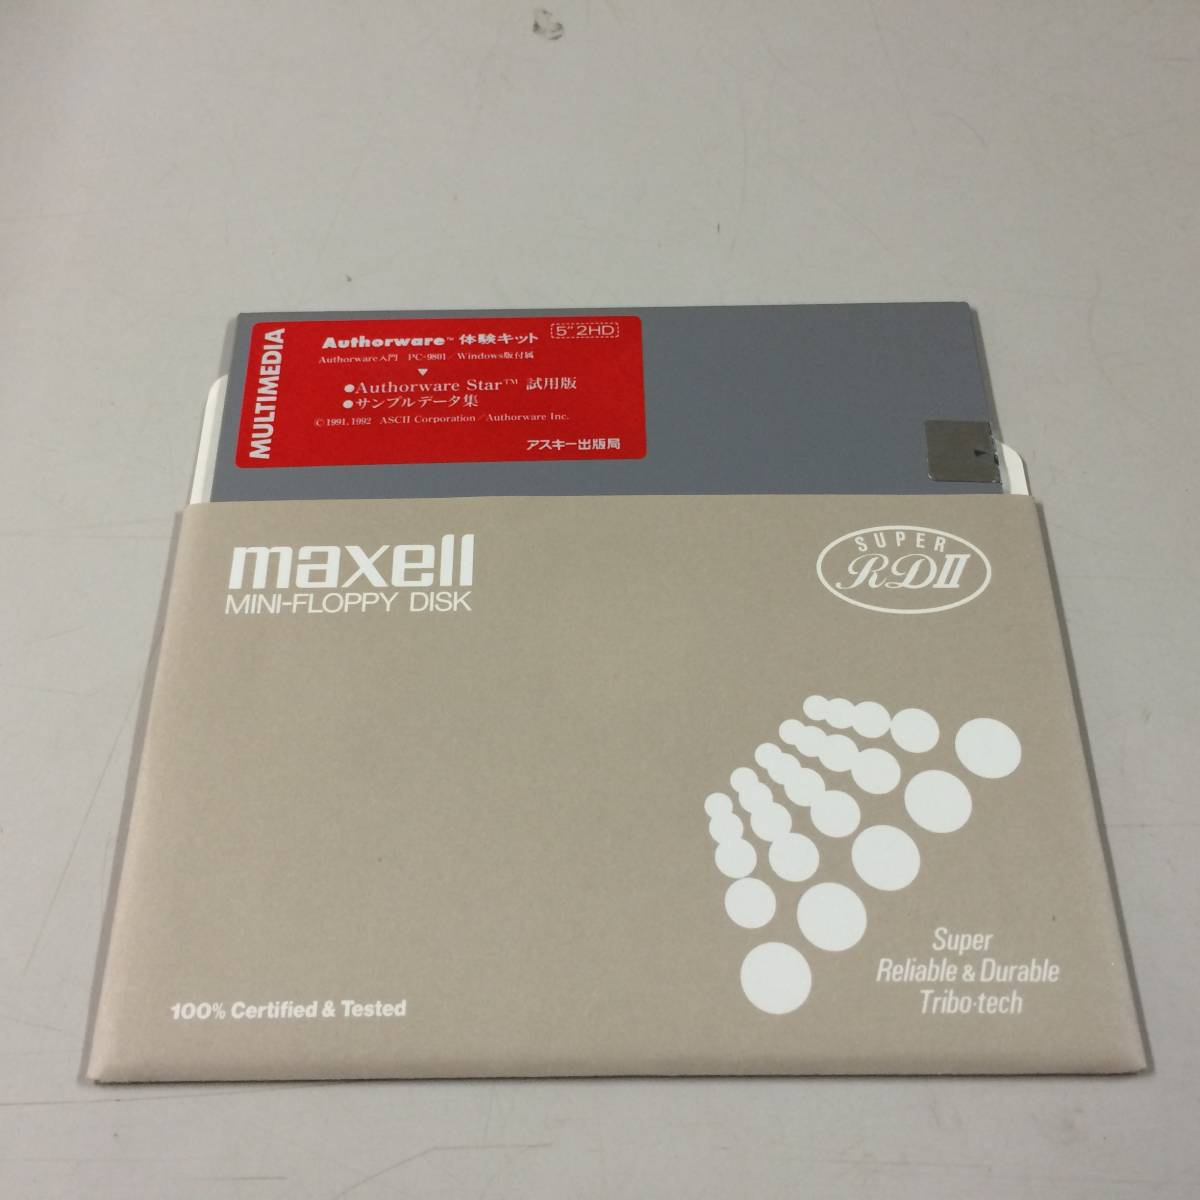 MULTIMEDIA
Authorware™ 体験キット 5"2HD
Authorware入門 PC-9801/Windows版付属
●Authorware Star™ 試用版
●サンプルデータ集
©1991,1992 ASCII Corporation/Authorware Inc.
アスキー出版局
maxell
MINI-FLOPPY DISK
SUPER
RDII
Super
Reliable & Durable
Tribo·tech
100% Certified & Tested